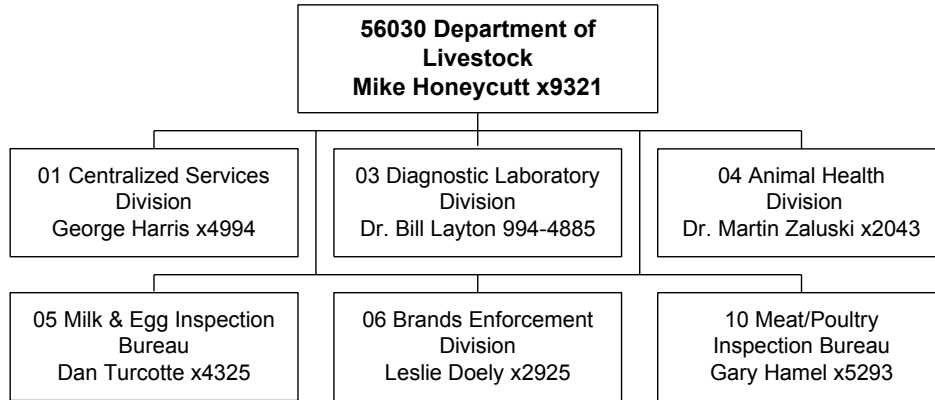 56030 Department of
Livestock
Mike Honeycutt x9321
01 Centralized Services
Division
George Harris x4994
03 Diagnostic Laboratory
Division
Dr. Bill Layton 994-4885
04 Animal Health
Division
Dr. Martin Zaluski x2043
05 Milk & Egg Inspection
Bureau
Dan Turcotte x4325
06 Brands Enforcement
Division
Leslie Doely x2925
10 Meat/Poultry
Inspection Bureau
Gary Hamel x5293